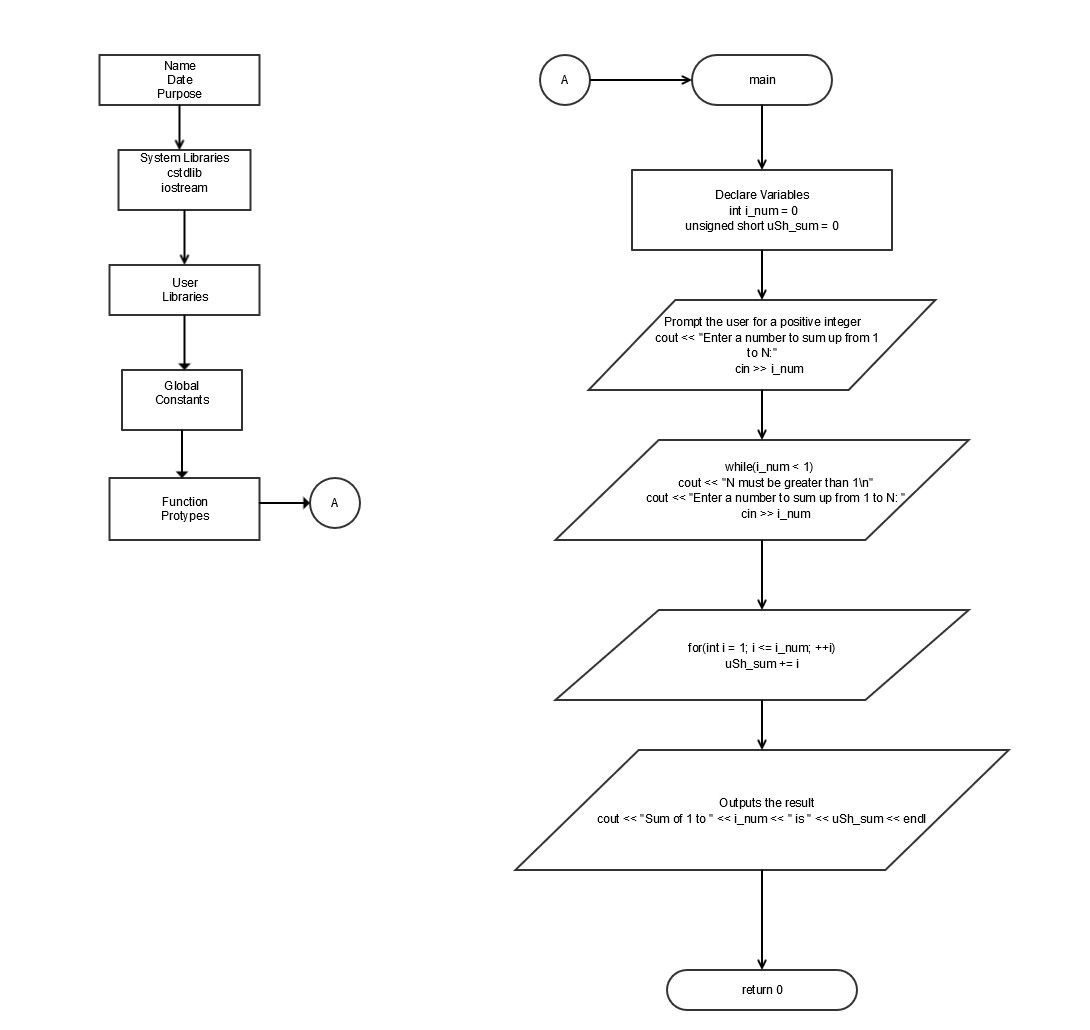 Name
Date
Purpose
System Libraries
cstdlib
iostream
User
Libraries
Global
Constants
Function
Protypes
A
A
main
Declare Variables
int i_num = 0
unsigned short uSh_sum = 0
Prompt the user for a positive integer
cout << "Enter a number to sum up from 1
to N:"
cin >> i_num
while(i_num < 1)
cout << "N must be greater than 1\n"
cout << "Enter a number to sum up from 1 to N: "
cin >> i_num
for(int i = 1; i <= i_num; ++i)
uSh_sum += i
Outputs the result
cout << "Sum of 1 to " << i_num << " is " << uSh_sum << endl
return 0